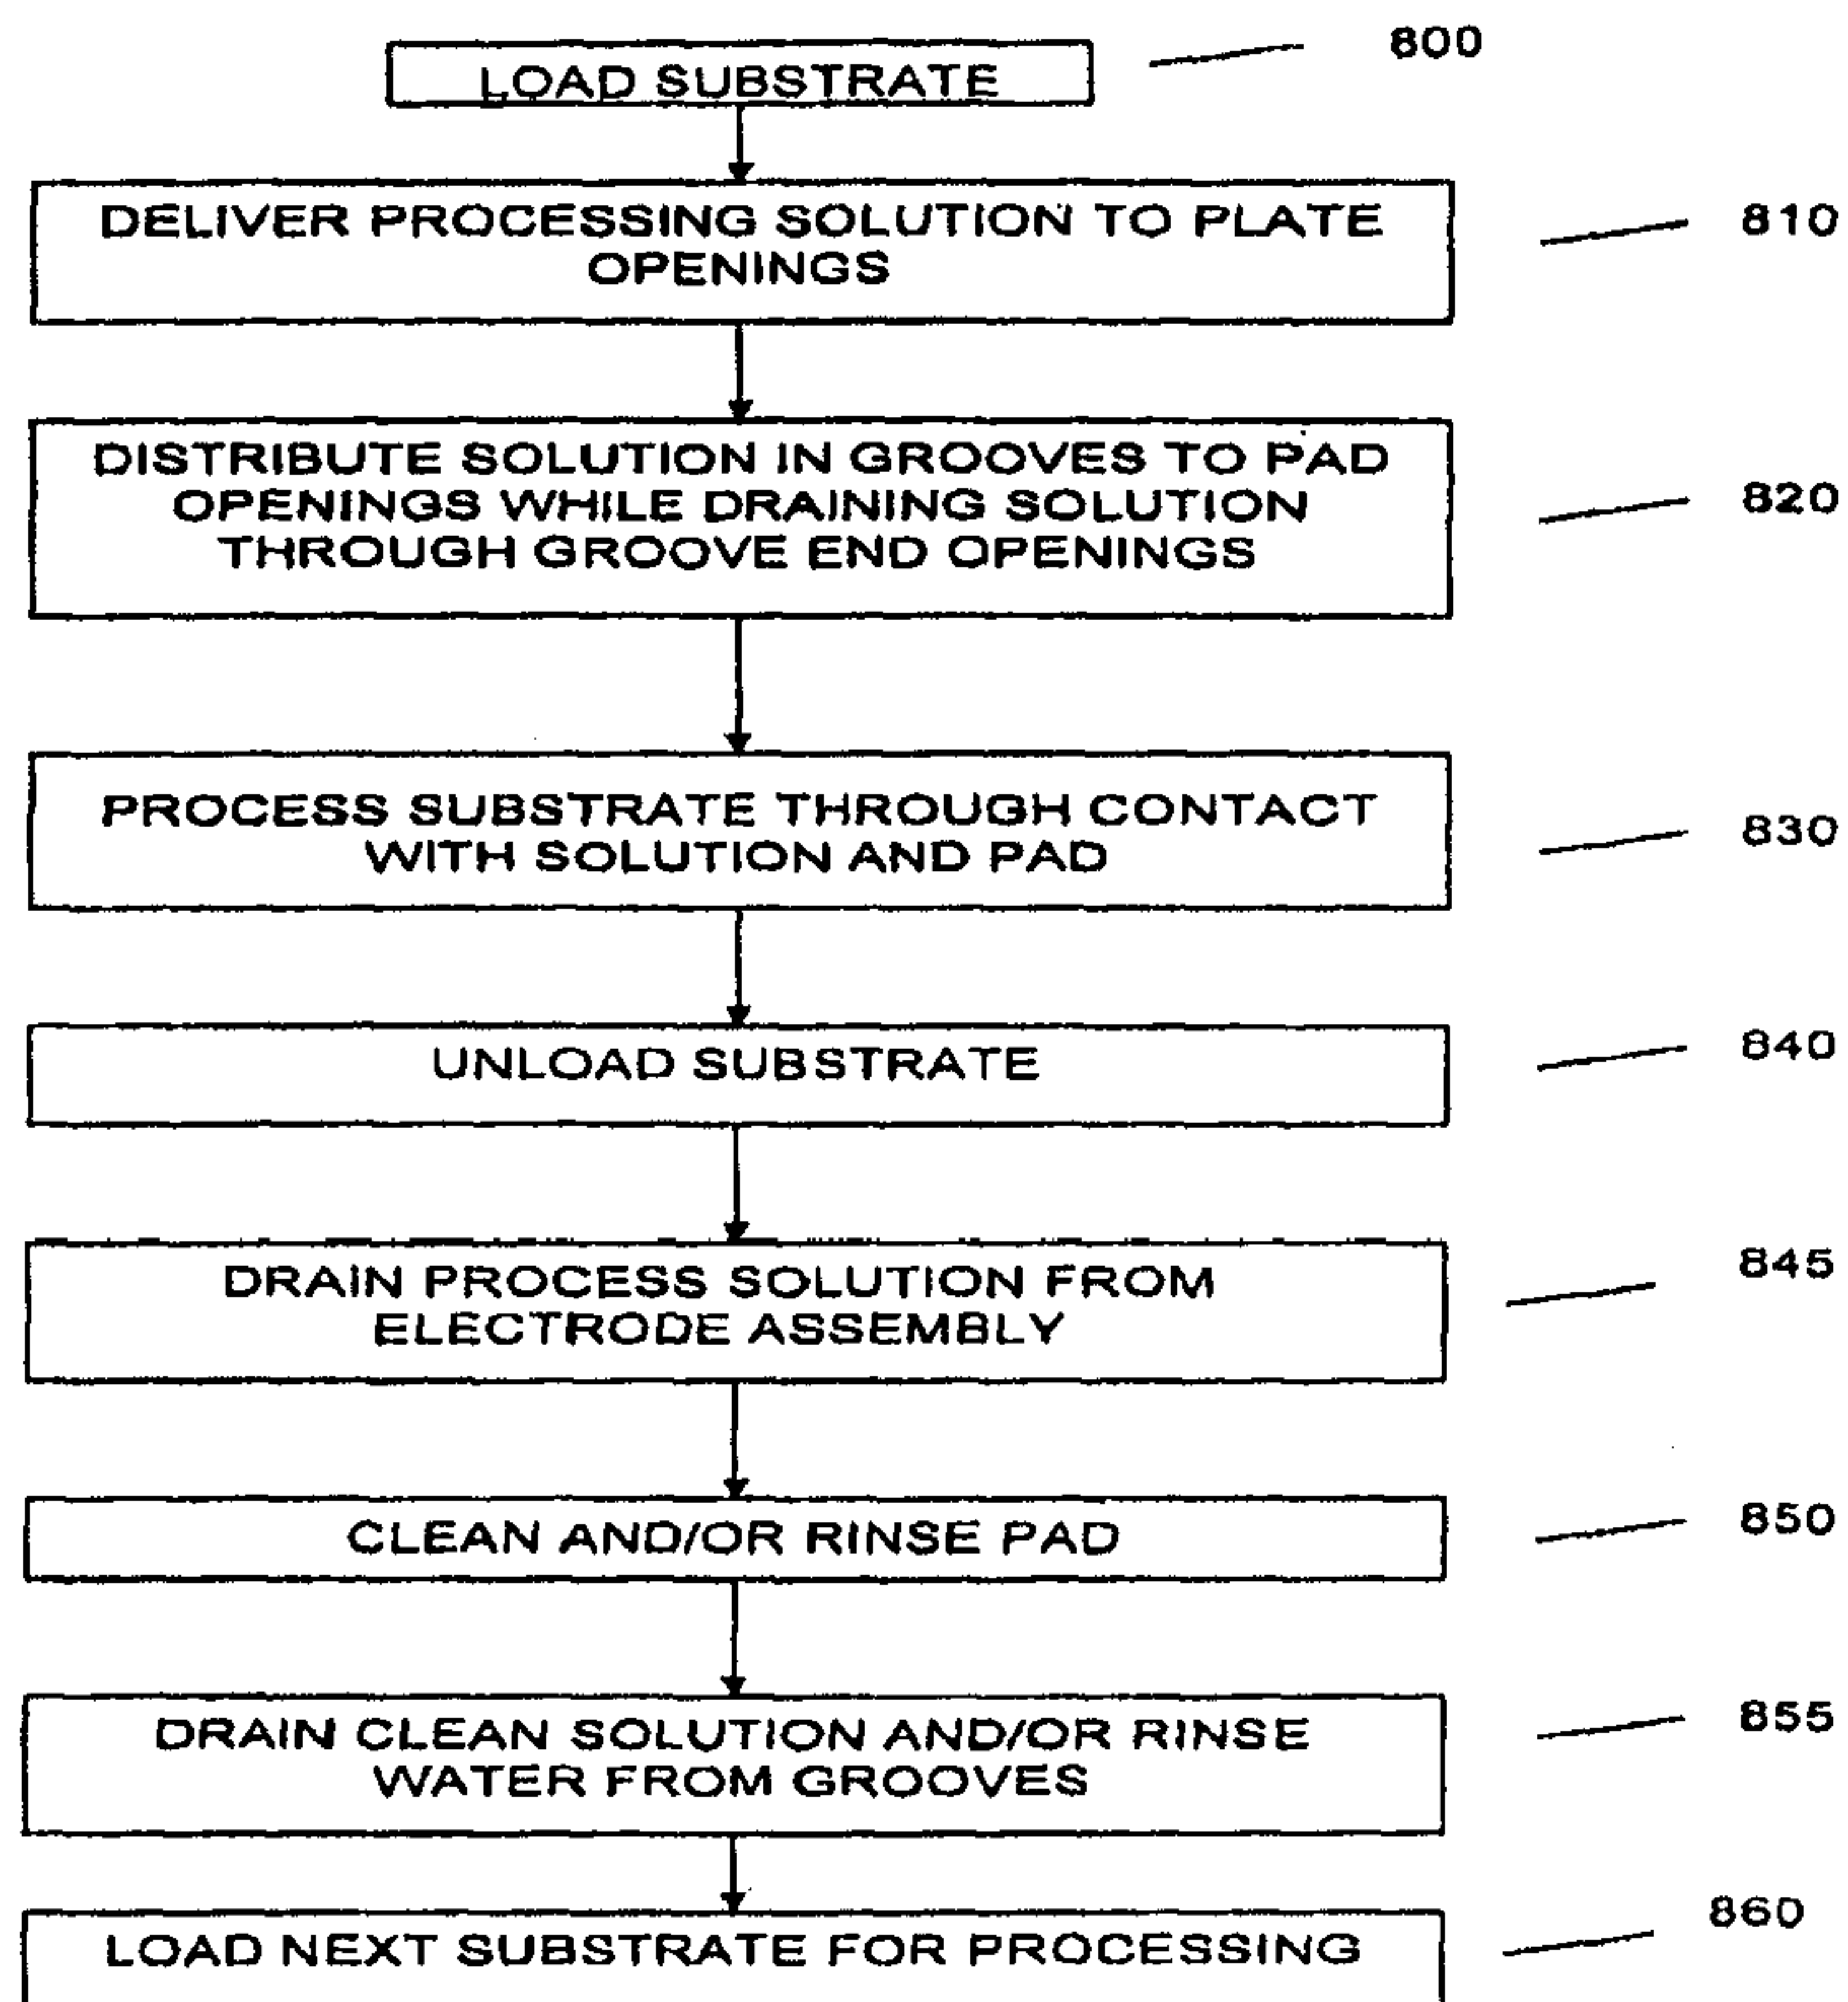 LOAD SUBSTRATE
800
DELIVER PROCESSING SOLUTION TO PLATE
OPENINGS
810
DISTRIBUTE SOLUTION IN GROOVES TO PAD
OPENINGS WHILE DRAINING SOLUTION
THROUGH GROOVE END OPENINGS
820
PROCESS SUBSTRATE THROUGH CONTACT
WITH SOLUTION AND PAD
830
UNLOAD SUBSTRATE
840
DRAIN PROCESS SOLUTION FROM
ELECTRODE ASSEMBLY
845
CLEAN AND/OR RINSE PAD
850
DRAIN CLEAN SOLUTION AND/OR RINSE
WATER FROM GROOVES
855
LOAD NEXT SUBSTRATE FOR PROCESSING
860